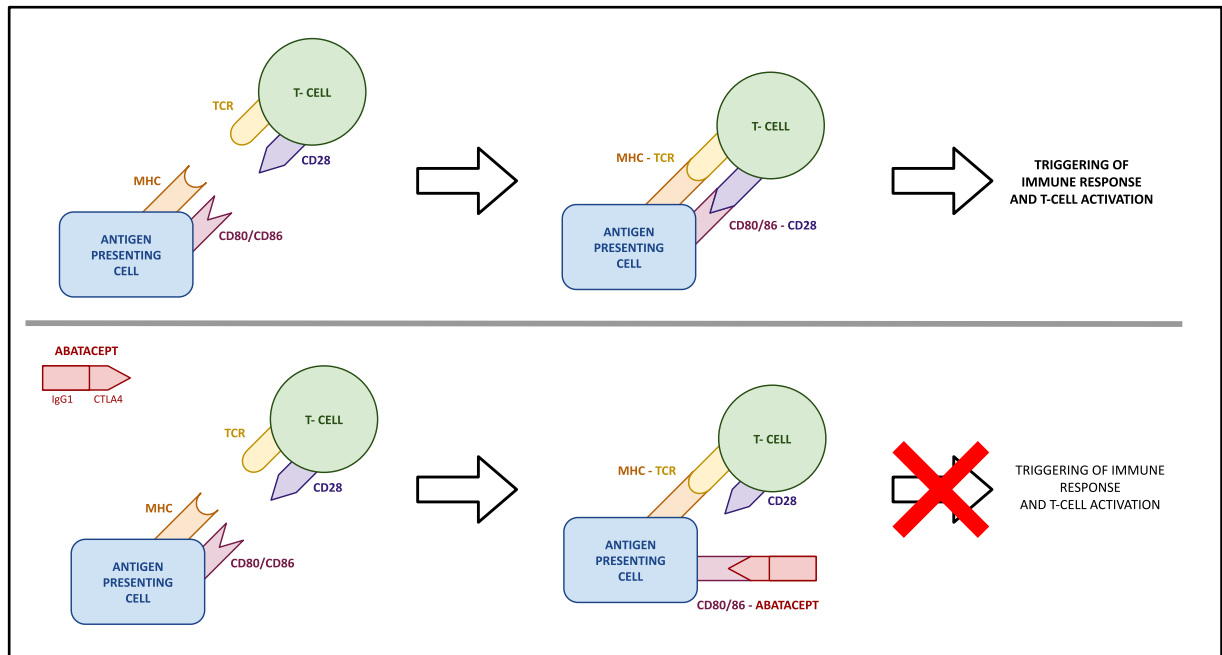 T- CELL
TCR
CD28
MHC
CD80/CD86
ANTIGEN
PRESENTING
CELL
T- CELL
MHC - TCR
CD80/86 - CD28
ANTIGEN
PRESENTING
CELL
TRIGGERING OF
IMMUNE RESPONSE
AND T-CELL ACTIVATION
ABATACEPT
IgG1 CTLA4
T- CELL
TCR
CD28
MHC
CD80/CD86
ANTIGEN
PRESENTING
CELL
T- CELL
MHC - TCR
CD28
ANTIGEN
PRESENTING
CELL
CD80/86 - ABATACEPT
TRIGGERING OF IMMUNE
RESPONSE
AND T-CELL ACTIVATION